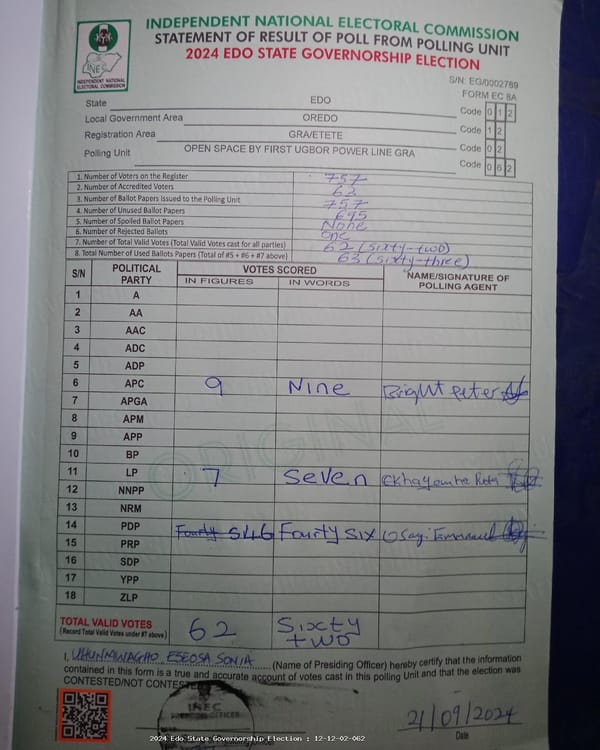 INDEPENDENT NATIONAL ELECTORAL COMMISSION
STATEMENT OF RESULT OF POLL FROM POLLING UNIT
2024 EDO STATE GOVERNORSHIP ELECTION
INEC
INDEPENDENT NATIONAL ELECTORAL COMMISSION
S/N: EG/0002789
FORM EC 8A
State EDO Code 0 1 2
Local Government Area OREDO Code 1 2
Registration Area GRA/ETETE Code 0 2
Polling Unit OPEN SPACE BY FIRST UGBOR POWER LINE GRA Code 0 6 2
1. Number of Voters on the Register 757
2. Number of Accredited Voters 62
3. Number of Ballot Papers Issued to the Polling Unit 757
4. Number of Unused Ballot Papers 695
5. Number of Spoiled Ballot Papers None
6. Number of Rejected Ballots One
7. Number of Total Valid Votes (Total Valid Votes cast for all parties) 62 (sixty-two)
8. Total Number of Used Ballots Papers (Total of #5 + #6 + #7 above) 63 (sixty-three)
S/N POLITICAL PARTY VOTES SCORED NAME/SIGNATURE OF POLLING AGENT
IN FIGURES IN WORDS
1 A
2 AA
3 AAC
4 ADC
5 ADP
6 APC 9 Nine Bright Peter
7 APGA
8 APM
9 APP
10 BP
ORIGINAL
11 LP 7 Seven
12 NNPP
13 NRM
14 PDP Fourty 46 Fourty Six Osagi Emmanuel
15 PRP
16 SDP
17 YPP
18 ZLP
TOTAL VALID VOTES 62 Sixty two
(Record Total Valid Votes under #7 above)
I, UHUNMWAGHO ESEOSA SONIA (Name of Presiding Officer) hereby certify that the information
contained in this form is a true and accurate account of votes cast in this polling Unit and that the election was
CONTESTED/NOT CONTESTED
INEC
21/09/2024
Date
2024 Edo State Governorship Election : 12-12-02-062